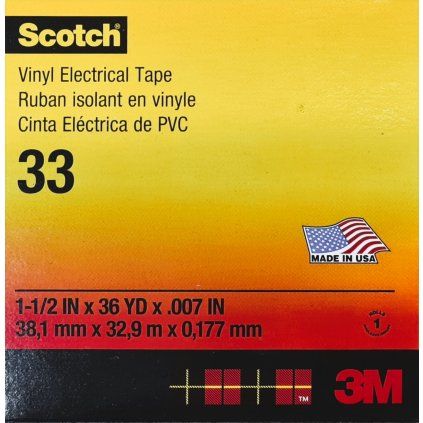 Scotch®
Vinyl Electrical Tape
Ruban isolant en vinyle
Cinta Eléctrica de PVC
33
MADE IN USA
1-1/2 IN x 36 YD x .007 IN
38,1 mm x 32,9 m x 0,177 mm
ROLLS
1
™
3M